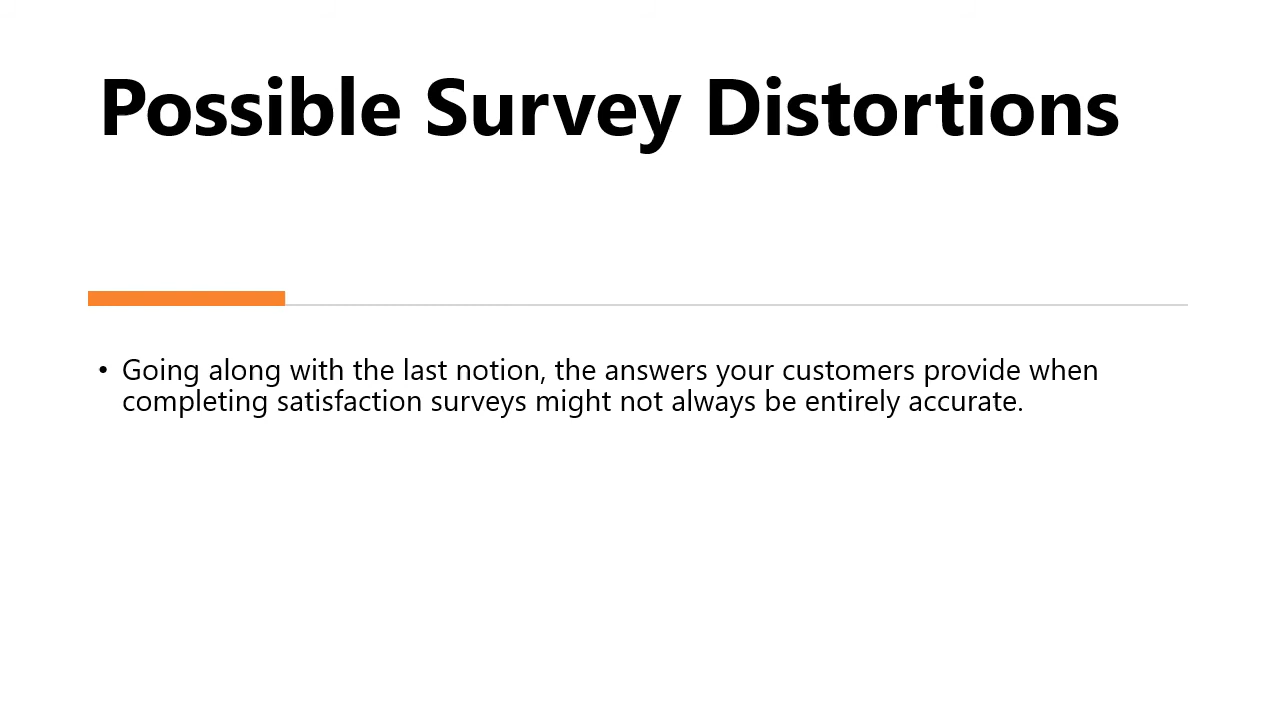 Possible Survey Distortions
• Going along with the last notion, the answers your customers provide when
completing satisfaction surveys might not always be entirely accurate.